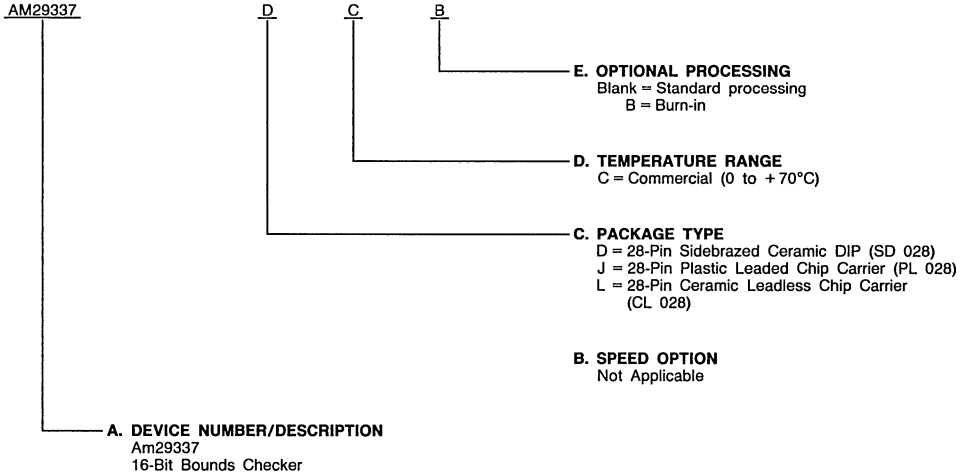 AM29337 D C B
E. OPTIONAL PROCESSING
Blank = Standard processing
B = Burn-in
D. TEMPERATURE RANGE
C = Commercial (0 to +70°C)
C. PACKAGE TYPE
D = 28-Pin Sidebrazed Ceramic DIP (SD 028)
J = 28-Pin Plastic Leaded Chip Carrier (PL 028)
L = 28-Pin Ceramic Leadless Chip Carrier
(CL 028)
B. SPEED OPTION
Not Applicable
A. DEVICE NUMBER/DESCRIPTION
Am29337
16-Bit Bounds Checker